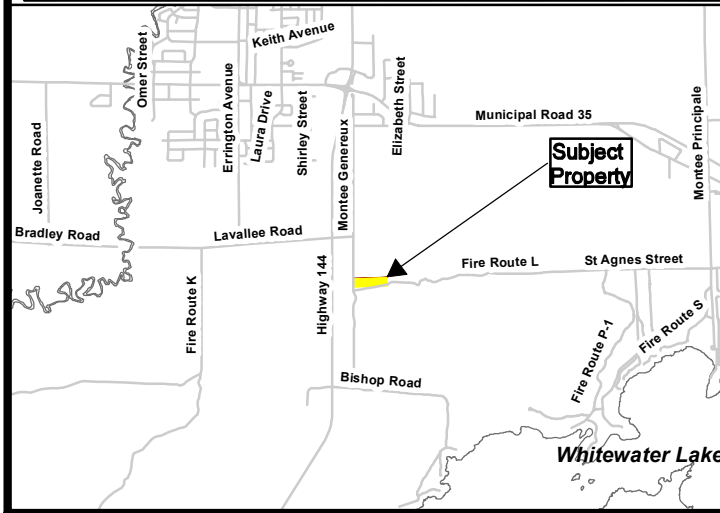 Keith Avenue
Omer Street
Elizabeth Street
Errington Avenue
Laura Drive
Shirley Street
Montee Genereux
Municipal Road 35
Montee Principale
Joanette Road
Subject
Property
Bradley Road
Lavallee Road
Fire Route L
St Agnes Street
Fire Route K
Highway 144
Fire Route S
Fire Route P-1
Bishop Road
Whitewater Lake